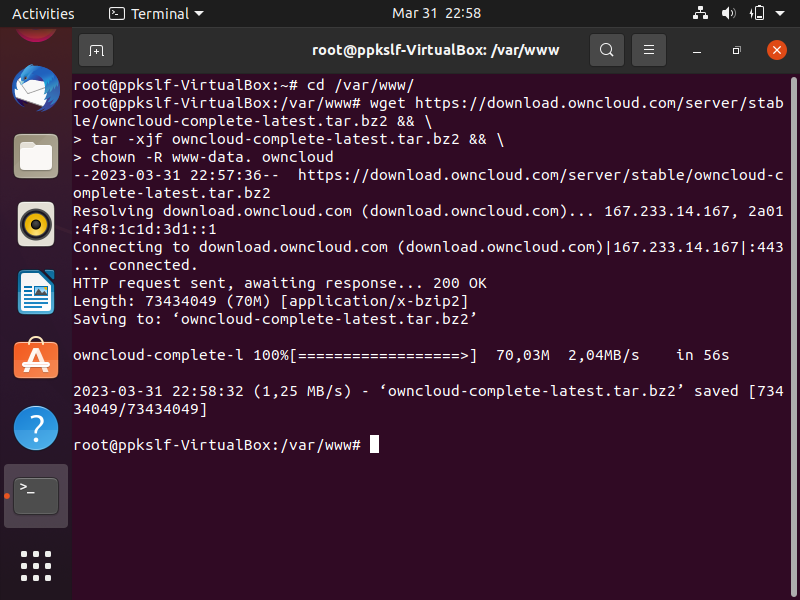 Activities
Terminal
Mar 31 22:58
root@ppkslf-VirtualBox: /var/www
root@ppkslf-VirtualBox:~# cd /var/www/
root@ppkslf-VirtualBox:/var/www# wget https://download.owncloud.com/server/stab
le/owncloud-complete-latest.tar.bz2 && \
> tar -xjf owncloud-complete-latest.tar.bz2 && \
> chown -R www-data. owncloud
--2023-03-31 22:57:36--  https://download.owncloud.com/server/stable/owncloud-c
omplete-latest.tar.bz2
Resolving download.owncloud.com (download.owncloud.com)... 167.233.14.167, 2a01
:4f8:1c1d:3d1::1
Connecting to download.owncloud.com (download.owncloud.com)|167.233.14.167|:443
... connected.
HTTP request sent, awaiting response... 200 OK
Length: 73434049 (70M) [application/x-bzip2]
Saving to: ‘owncloud-complete-latest.tar.bz2’
owncloud-complete-l 100%[==================>]  70,03M  2,04MB/s    in 56s
2023-03-31 22:58:32 (1,25 MB/s) - ‘owncloud-complete-latest.tar.bz2’ saved [734
34049/73434049]
root@ppkslf-VirtualBox:/var/www#